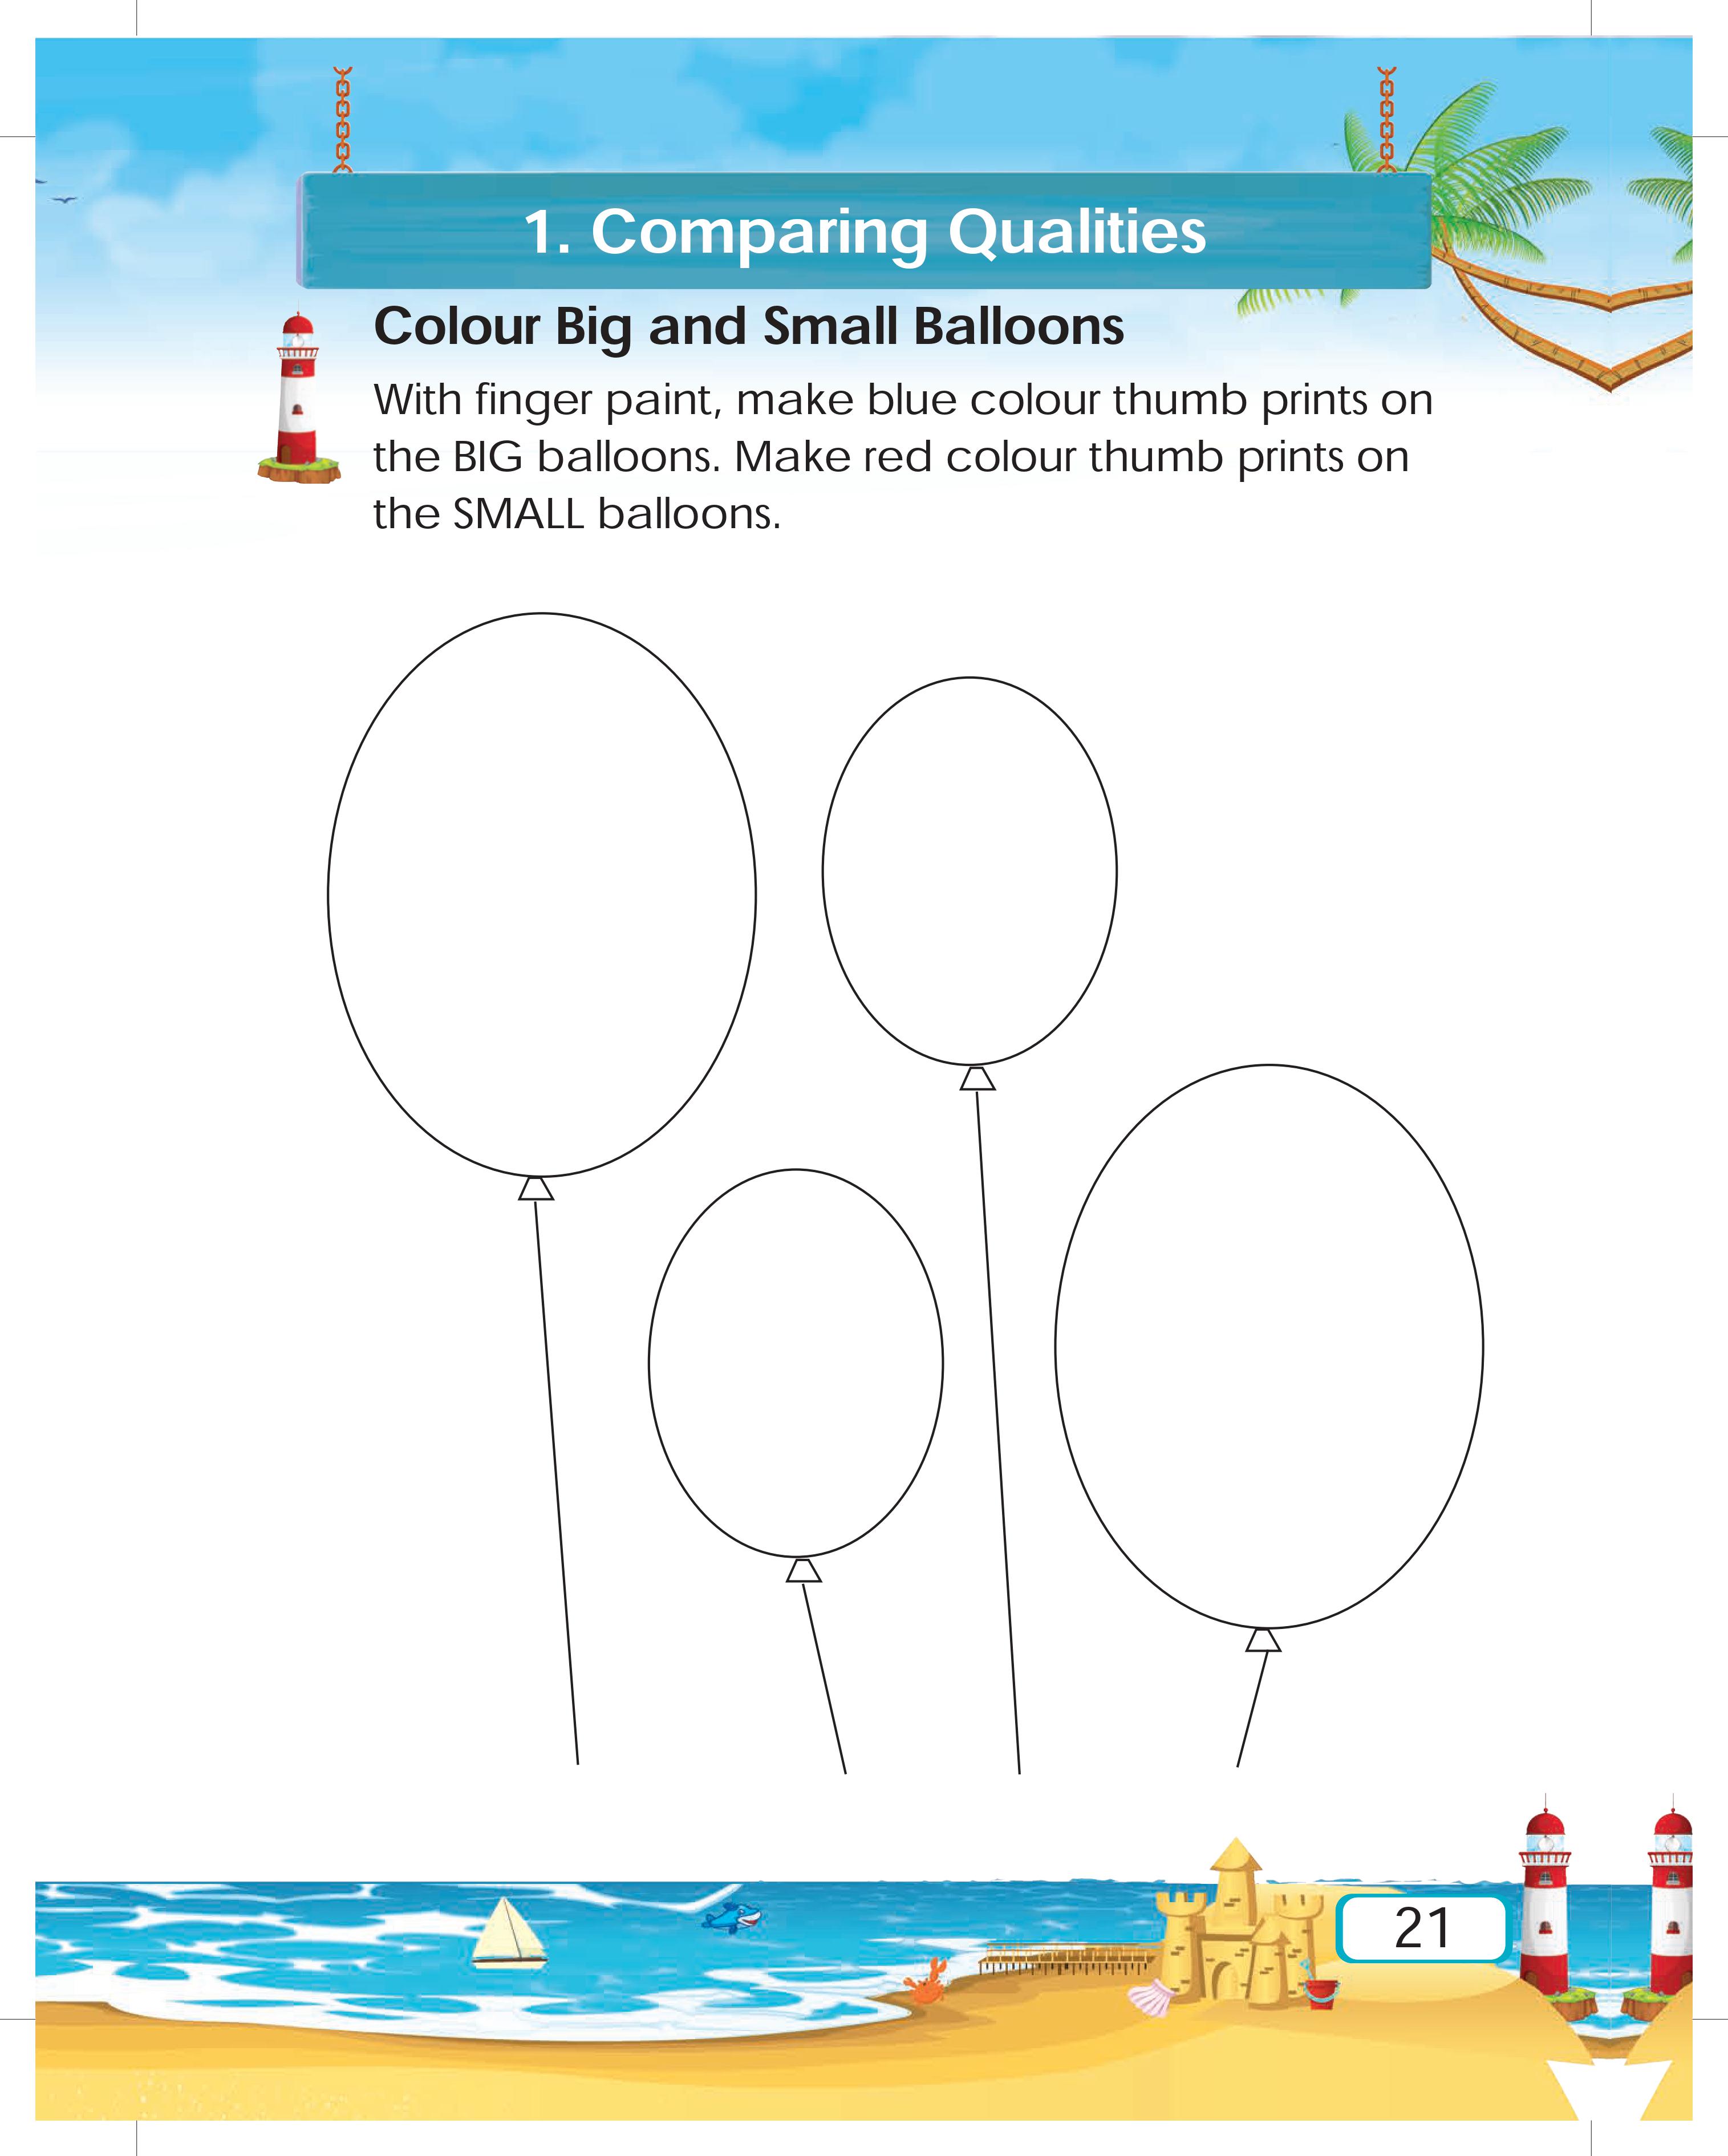 1. Comparing Qualities
Colour Big and Small Balloons
With finger paint, make blue colour thumb prints on
the BIG balloons. Make red colour thumb prints on
the SMALL balloons.
21